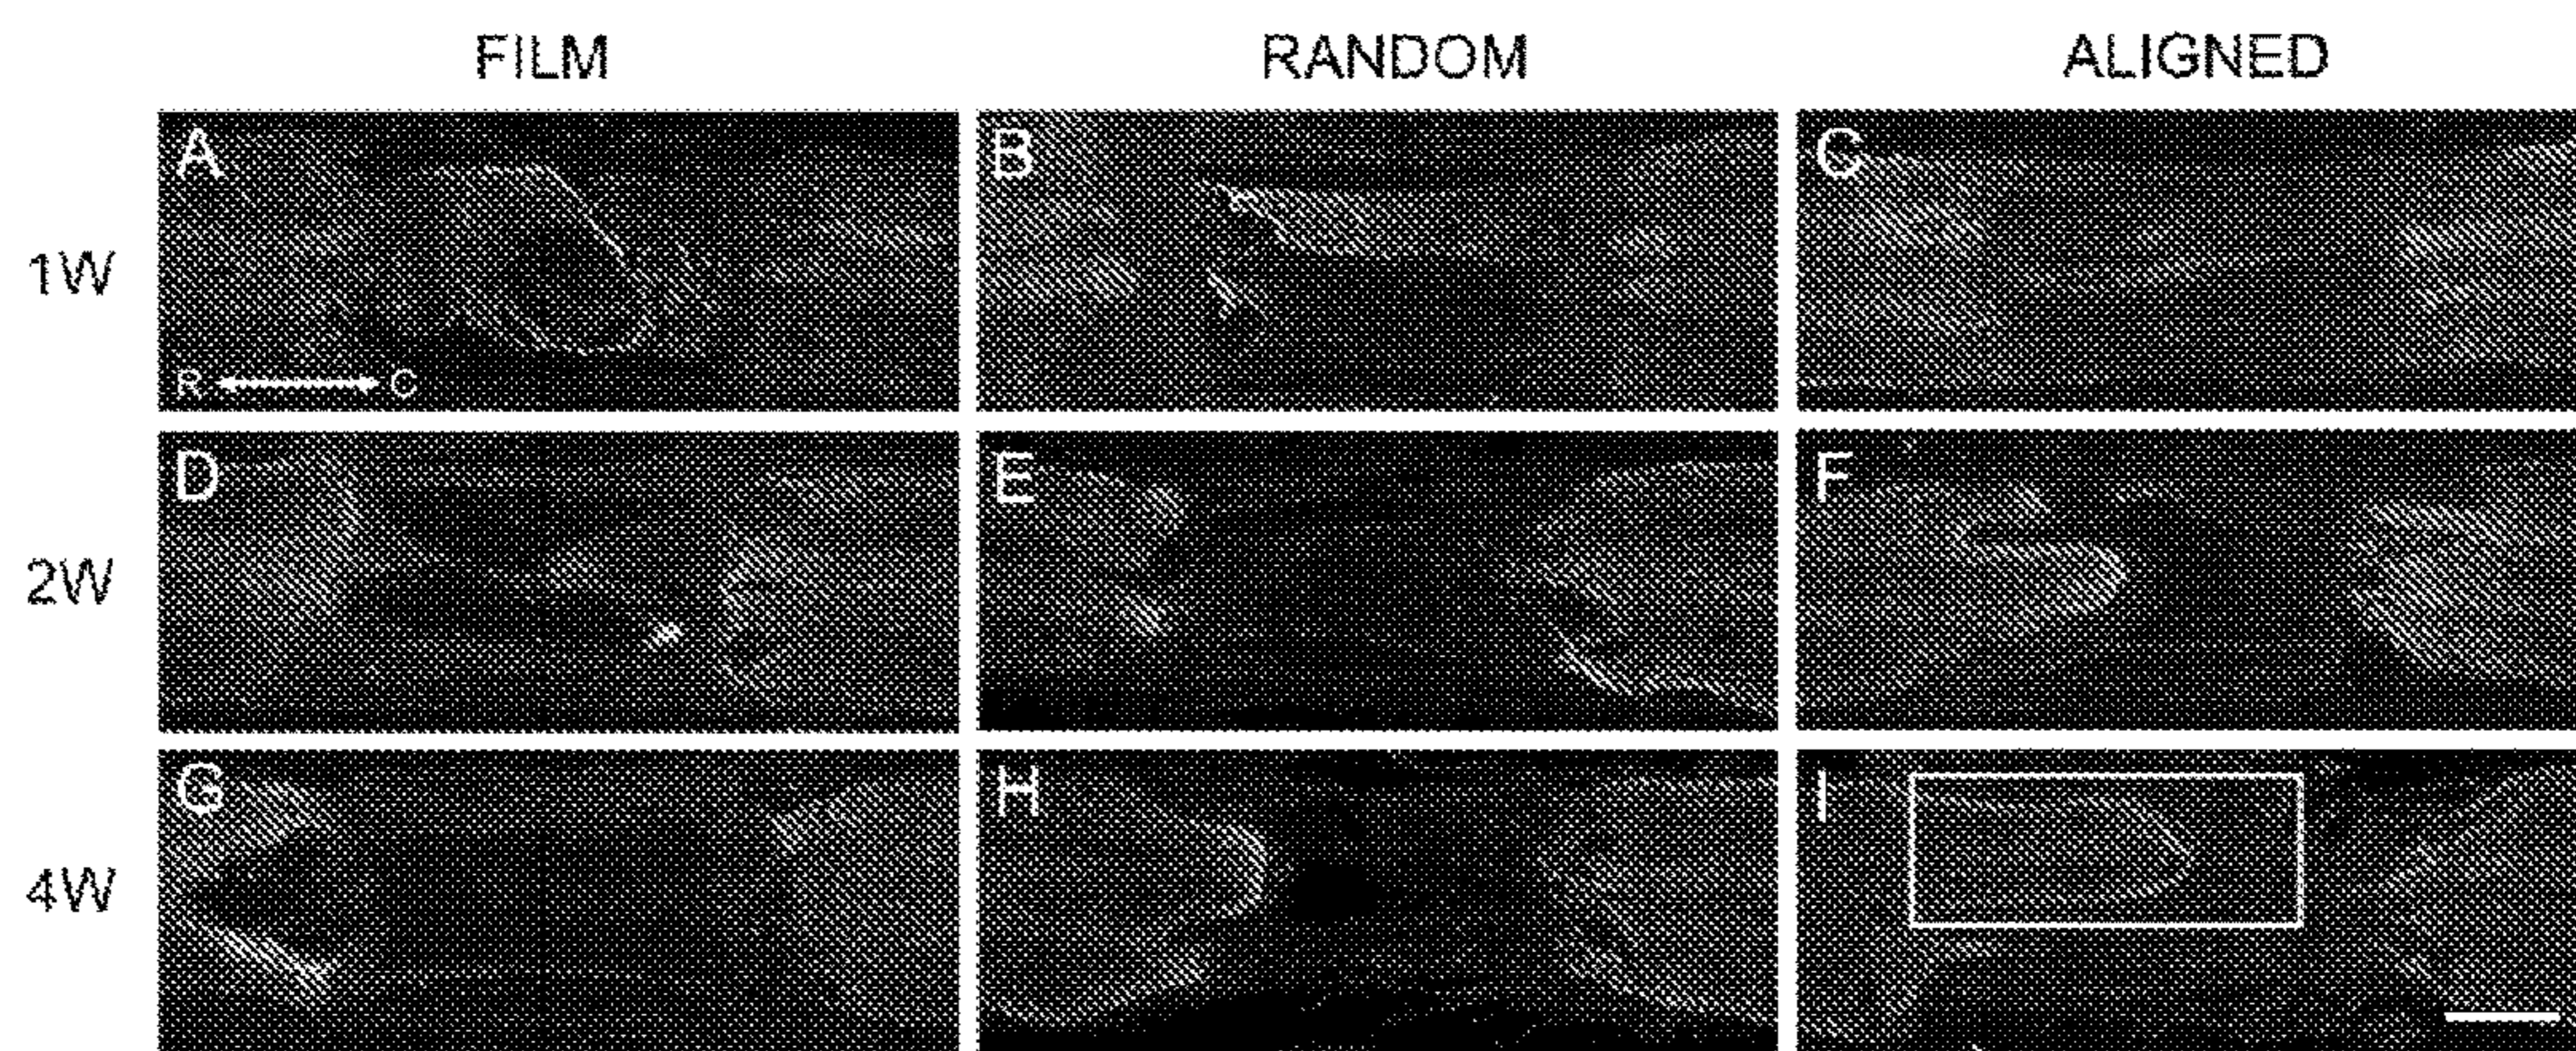 FILM RANDOM ALIGNED
1W A B C
R C
2W D E F
4W G H I